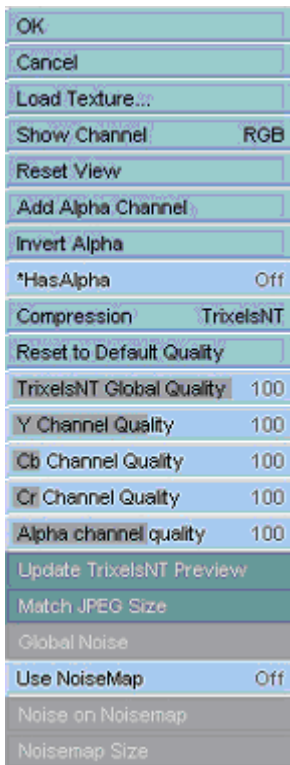 OK
Cancel
Load Texture...
Show Channel RGB
Reset View
Add Alpha Channel
Invert Alpha
*HasAlpha Off
Compression TrixelsNT
Reset to Default Quality
TrixelsNT Global Quality 100
Y Channel Quality 100
Cb Channel Quality 100
Cr Channel Quality 100
Alpha channel quality 100
Update TrixelsNT Preview
Match JPEG Size
Global Noise
Use NoiseMap Off
Noise on Noisemap
Noisemap Size